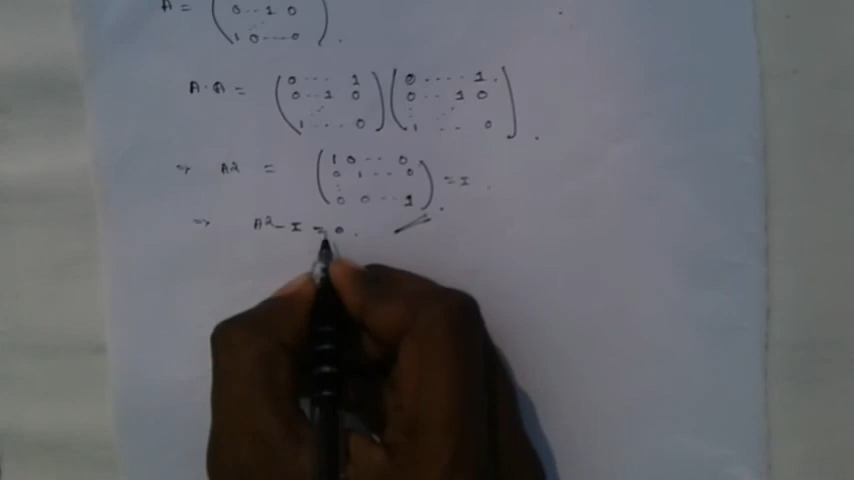 A = ( 0 ... 1 0
1 0 ---- 0 ) .
A · A = ( 0 --- 1 ) ( 0 ---- 1 . )
0 -- 1 0 0 -- 1 0
1 ... 0 1 -- 0 .
⇒ A² = ( 1 0 -- 0
0 1 -- 0 ) = I .
0 0 -- 1 .
⇒ A² - I = 0 .